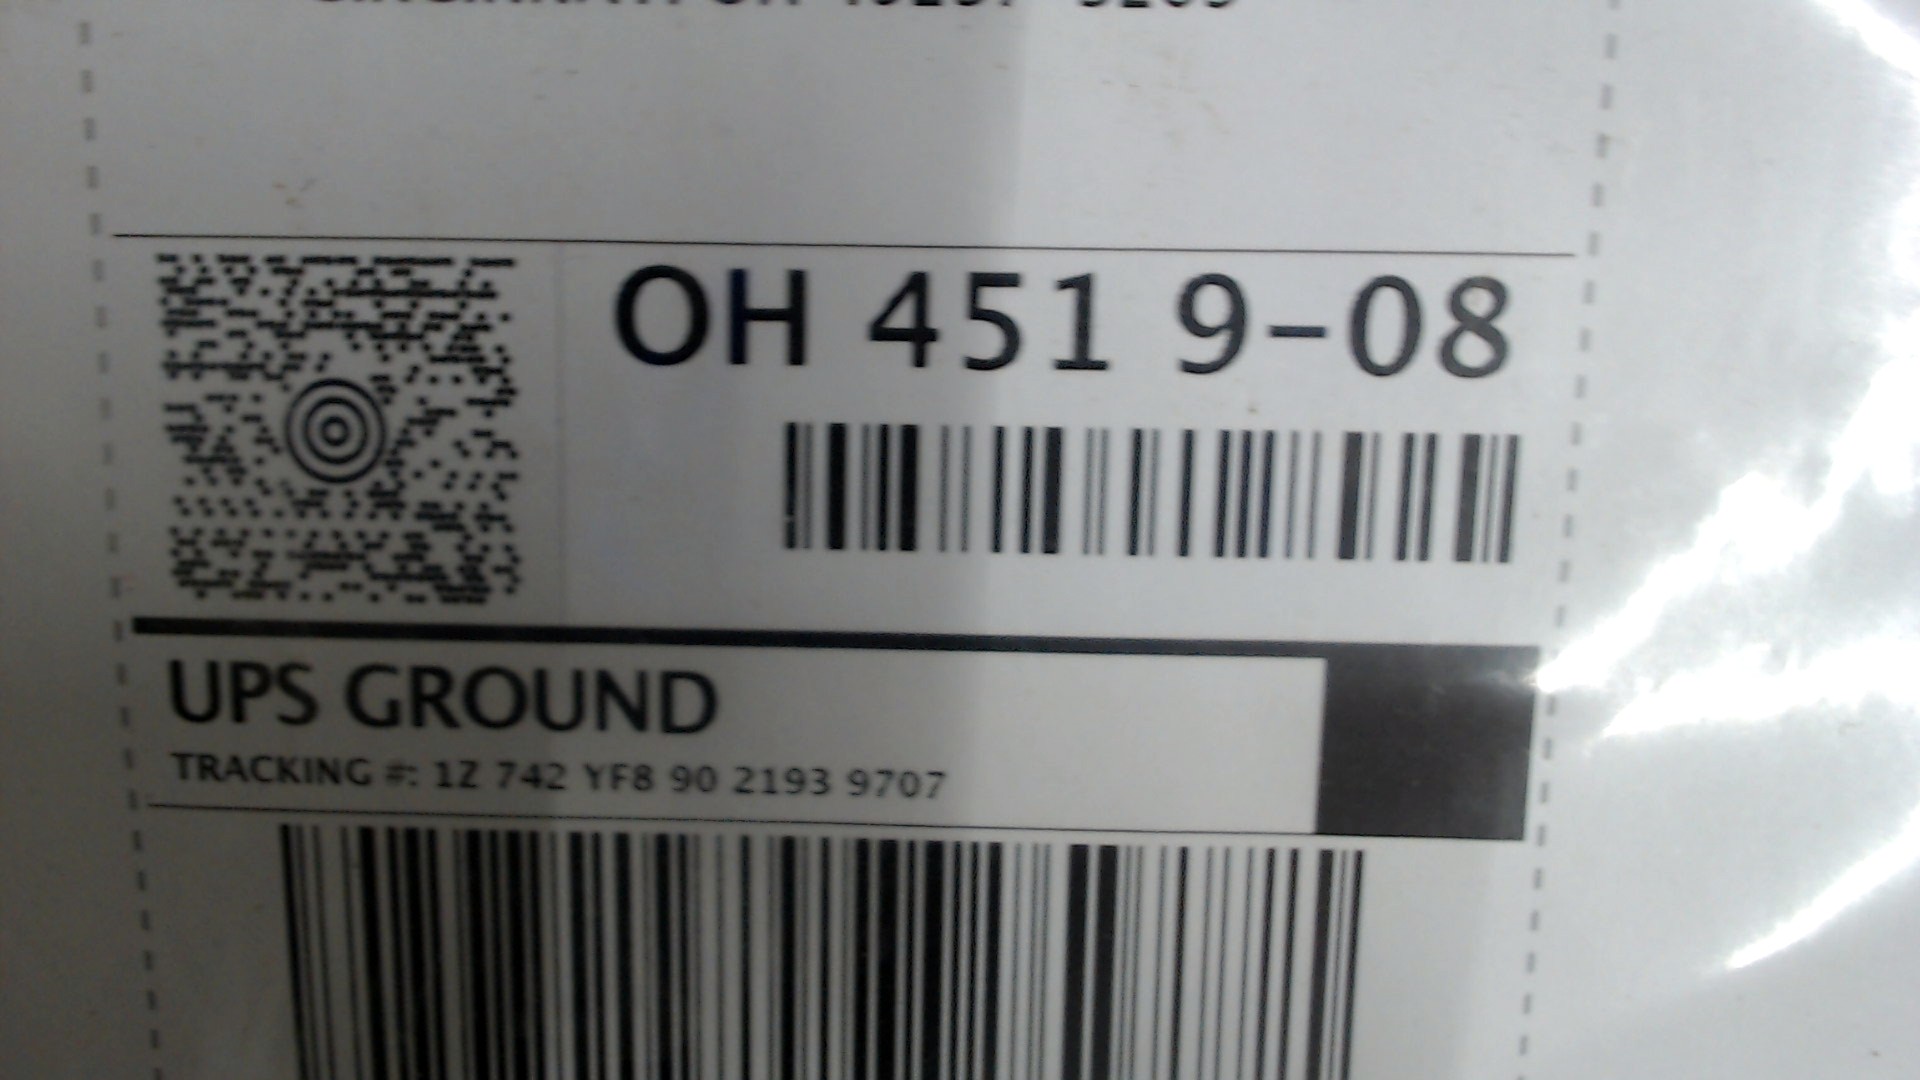 OH 451 9-08
UPS GROUND
TRACKING #: 1Z 742 YF8 90 2193 9707